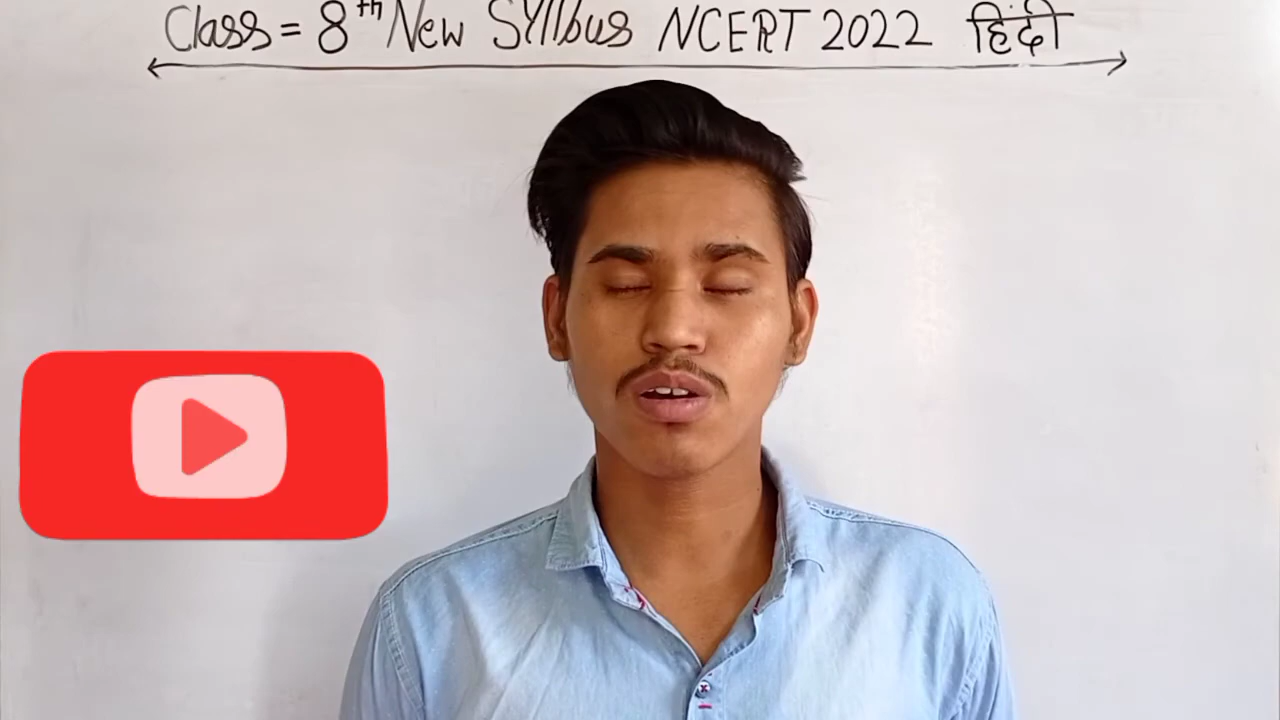 Class = 8th New Syllbus NCERT 2022 हिंदी